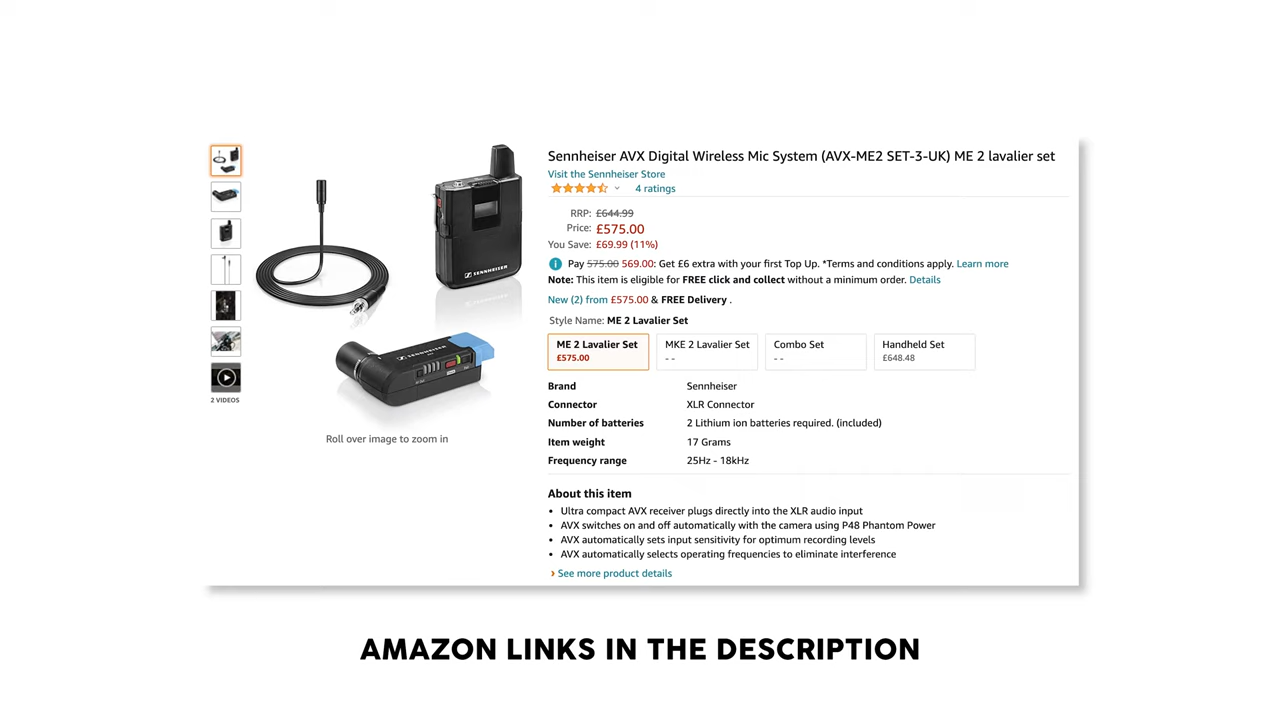 Sennheiser AVX Digital Wireless Mic System (AVX-ME2 SET-3-UK) ME 2 lavalier set
Visit the Sennheiser Store
4 ratings
RRP: £644.99
Price: £575.00
You Save: £69.99 (11%)
Pay 575.00 569.00: Get £6 extra with your first Top Up. *Terms and conditions apply. Learn more
Note: This item is eligible for FREE click and collect without a minimum order. Details
New (2) from £575.00 & FREE Delivery .
Style Name: ME 2 Lavalier Set
ME 2 Lavalier Set MKE 2 Lavalier Set Combo Set Handheld Set
£575.00 - - - - £648.48
Brand Sennheiser
Connector XLR Connector
Number of batteries 2 Lithium ion batteries required. (included)
Item weight 17 Grams
Frequency range 25Hz - 18kHz
About this item
• Ultra compact AVX receiver plugs directly into the XLR audio input
• AVX switches on and off automatically with the camera using P48 Phantom Power
• AVX automatically sets input sensitivity for optimum recording levels
• AVX automatically selects operating frequencies to eliminate interference
› See more product details
SENNHEISER
SENNHEISER
2 VIDEOS
Roll over image to zoom in
AMAZON LINKS IN THE DESCRIPTION